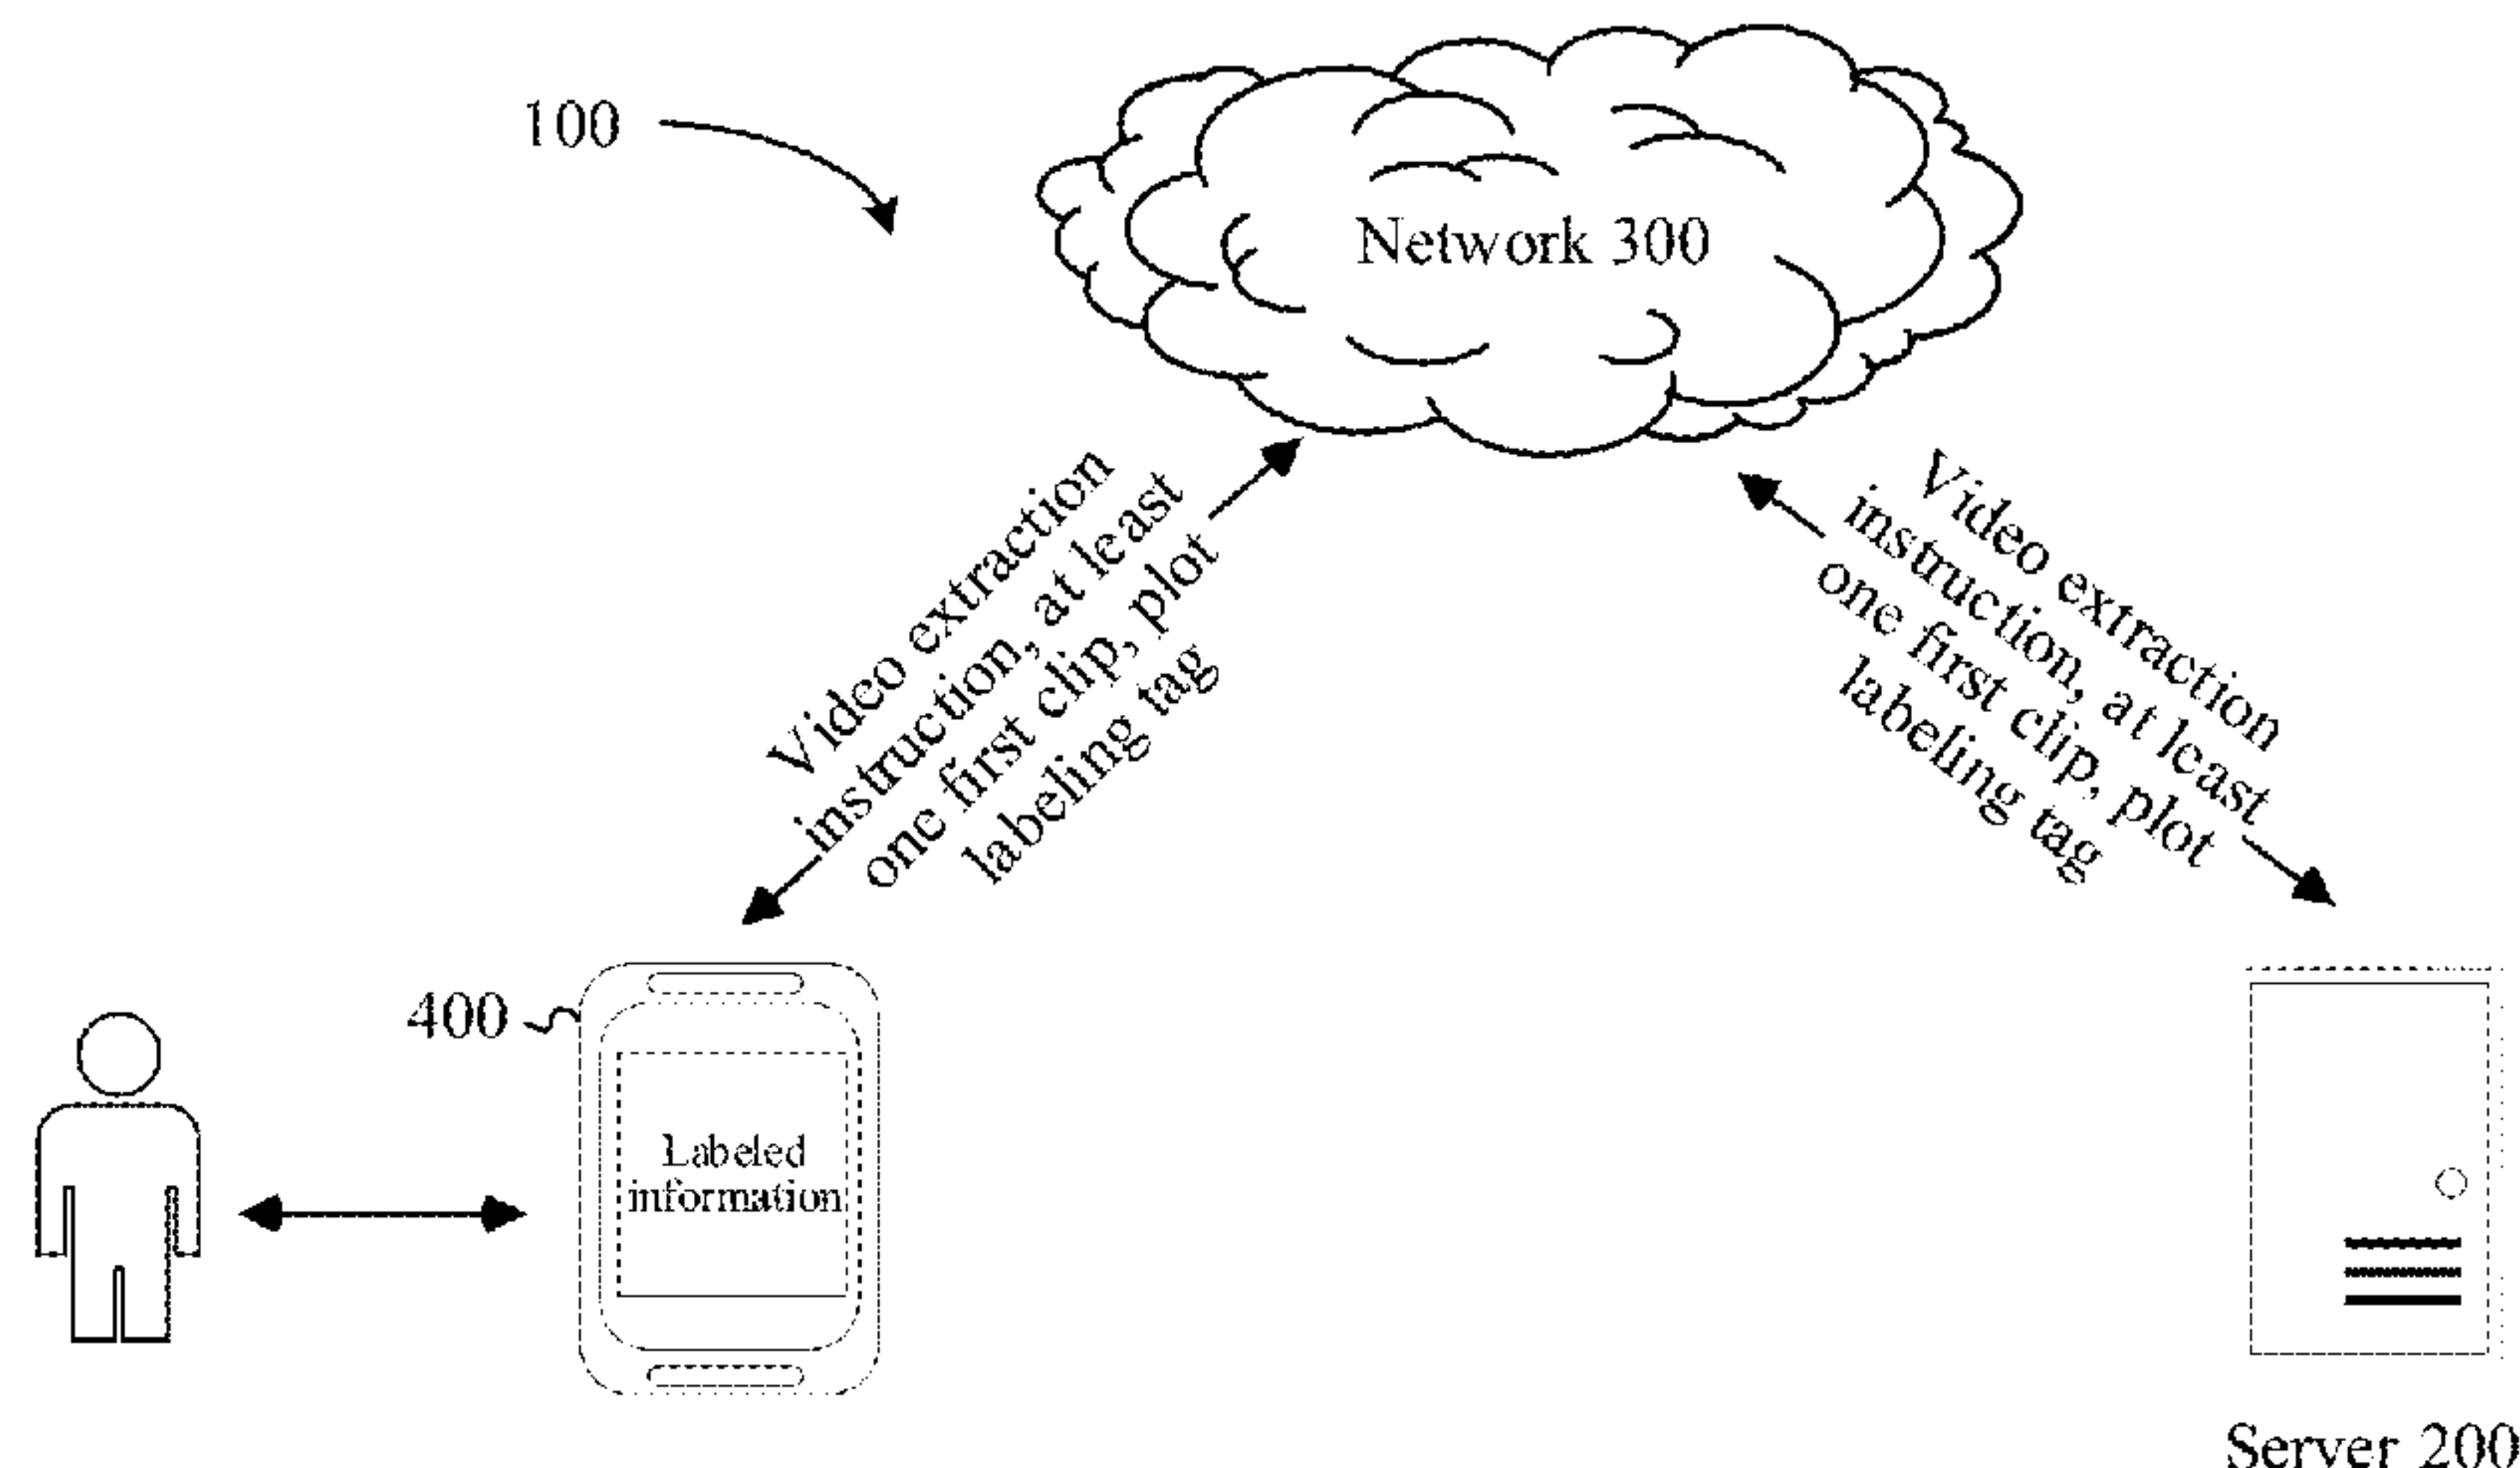 100
Network 300
Video extraction
instruction, at least
one first clip, plot
labeling tag
Video extraction
instruction, at least
one first clip, plot
labeling tag
400
Labeled
information
Server 200